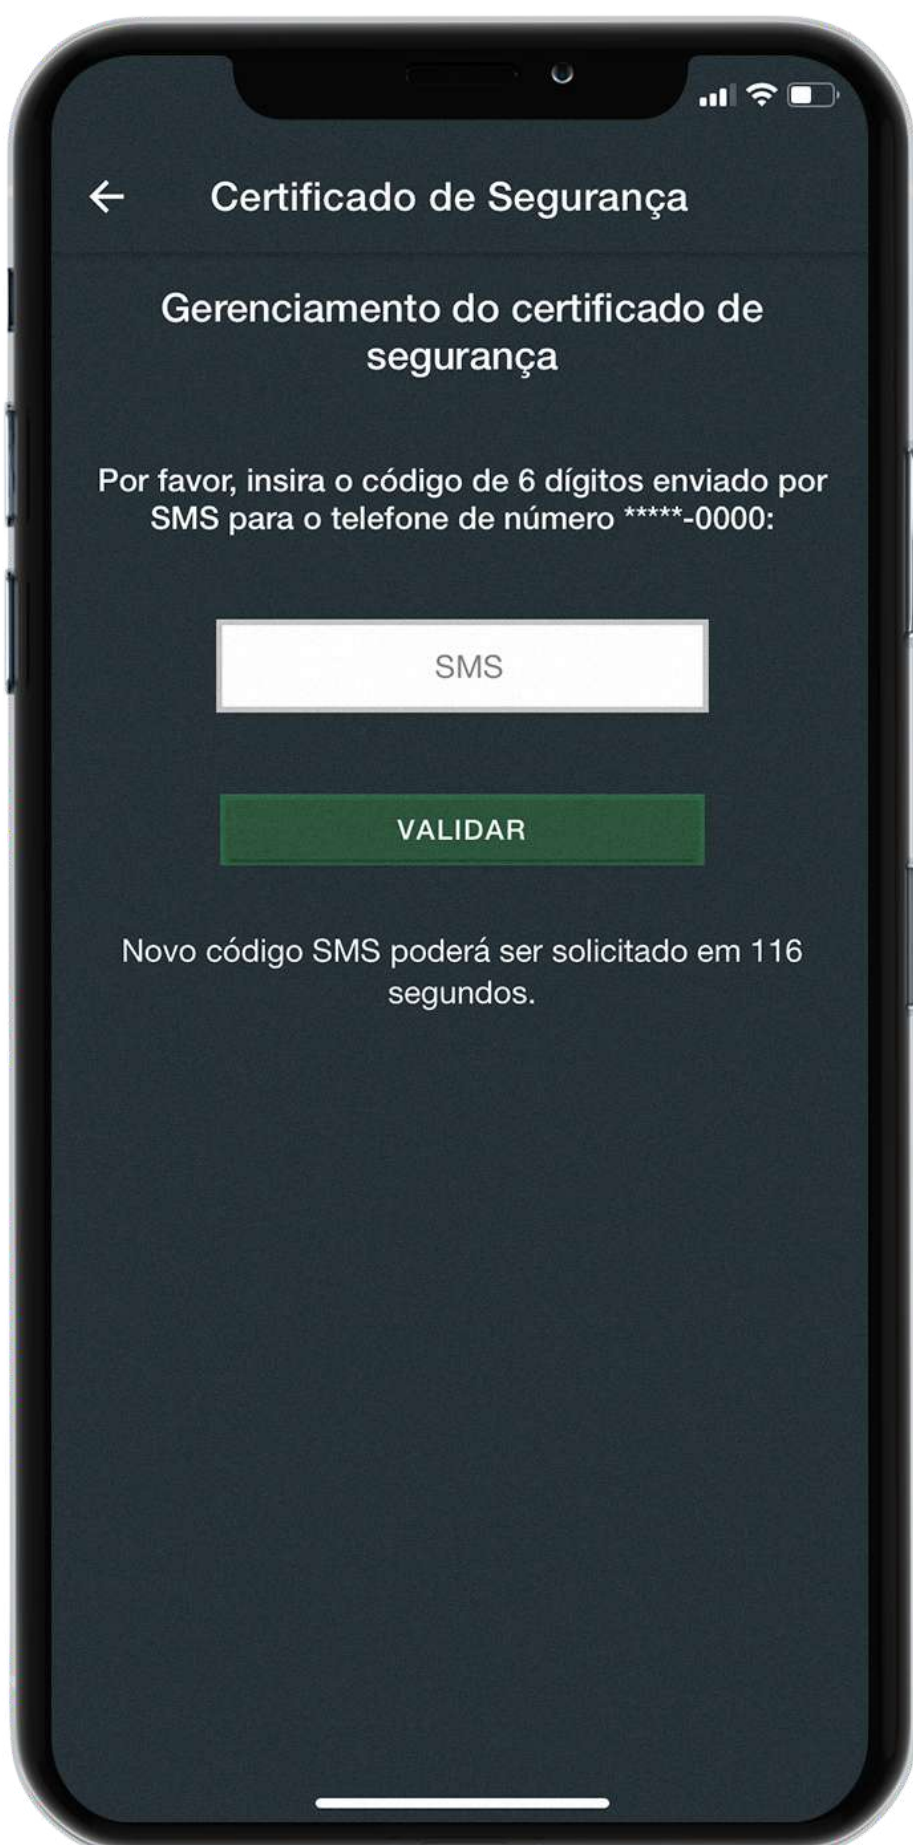 Certificado de Segurança
Gerenciamento do certificado de
segurança
Por favor, insira o código de 6 dígitos enviado por
SMS para o telefone de número *****-0000:
SMS
VALIDAR
Novo código SMS poderá ser solicitado em 116
segundos.